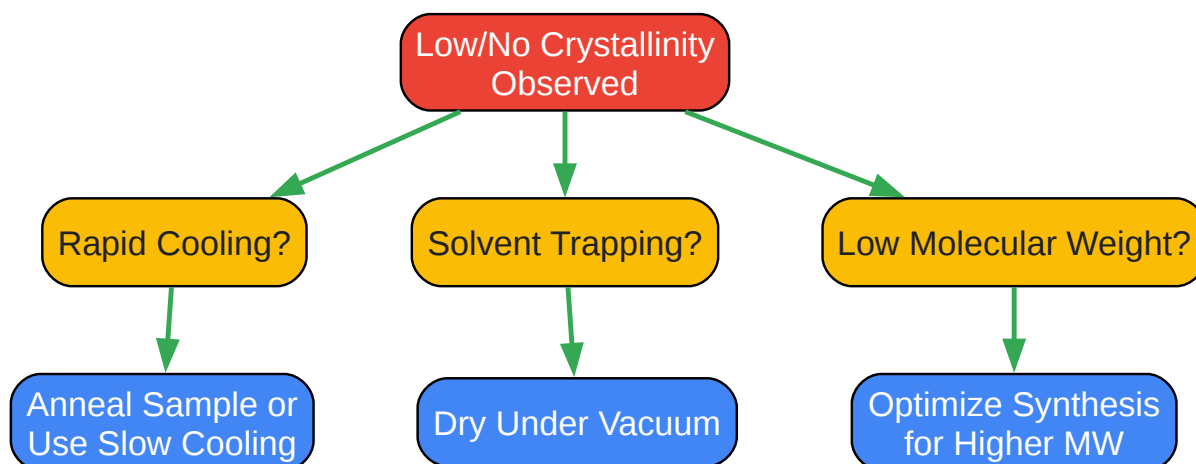 Low/No Crystallinity
Observed
Rapid Cooling?
Solvent Trapping?
Low Molecular Weight?
Anneal Sample or
Use Slow Cooling
Dry Under Vacuum
Optimize Synthesis
for Higher MW